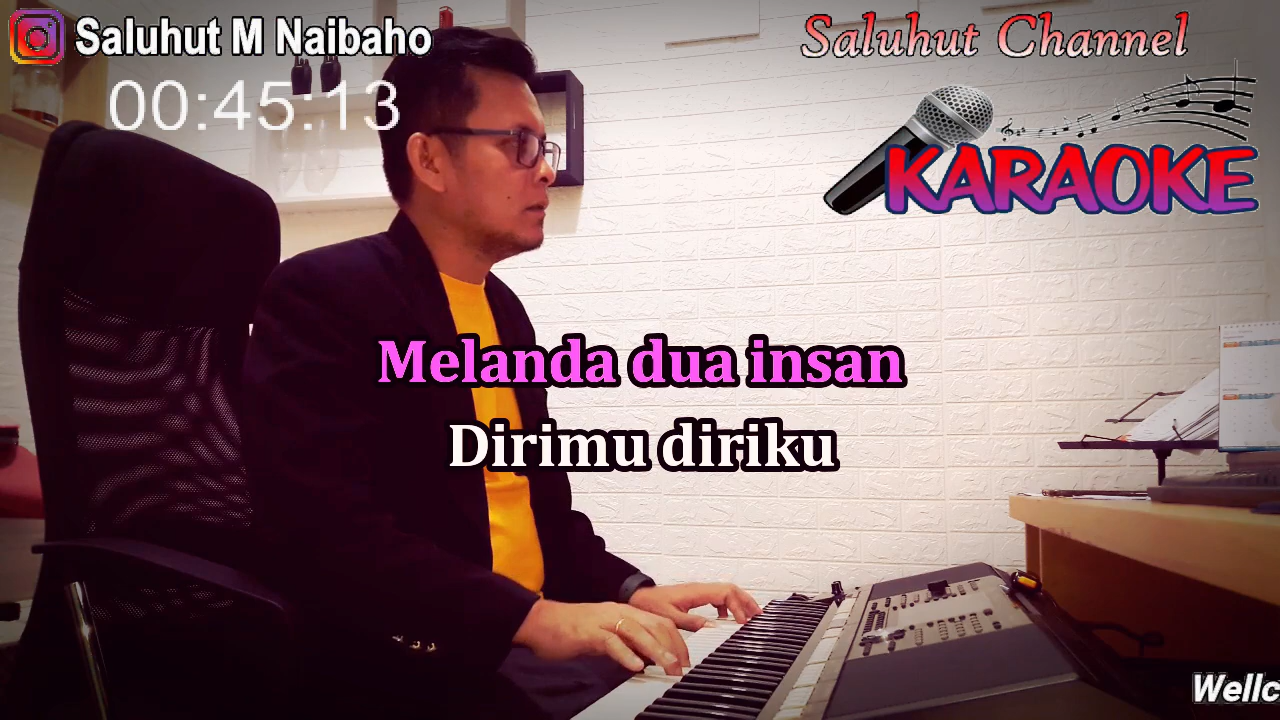 Saluhut M Naibaho
00:45:13
Saluhut Channel
KARAOKE
Melanda dua insan
Dirimu diriku
Wellc